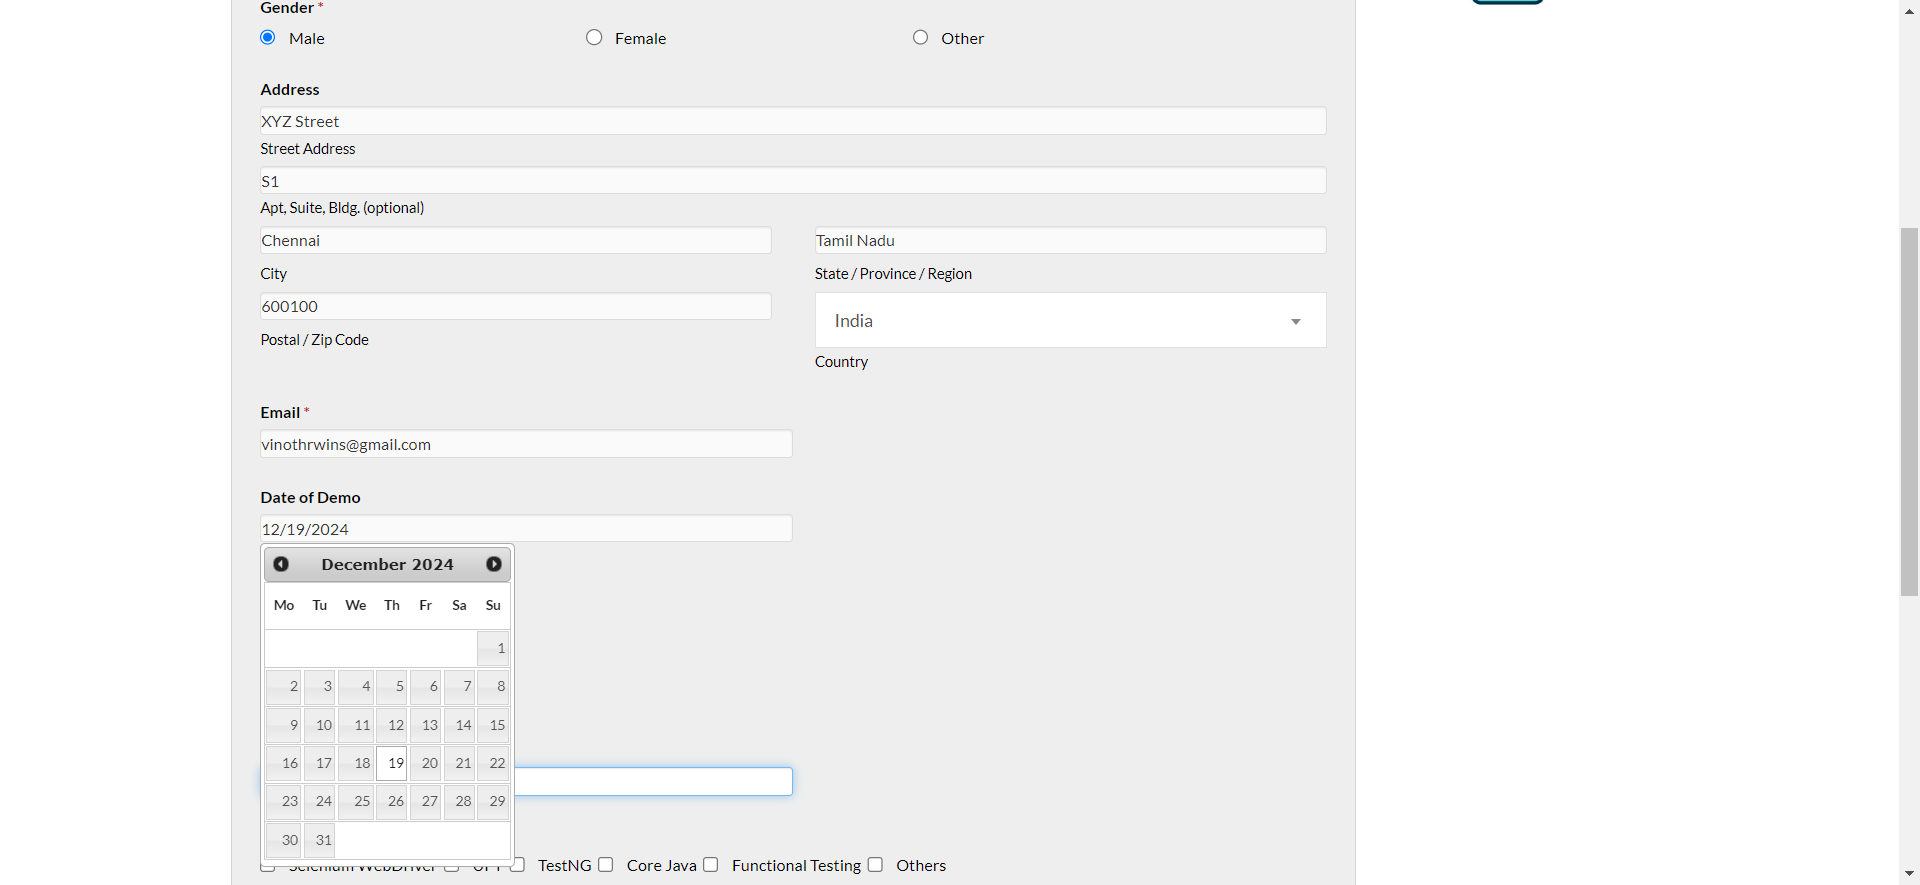 Gender *
Male Female Other
Address
XYZ Street
Street Address
S1
Apt, Suite, Bldg. (optional)
Chennai Tamil Nadu
City State / Province / Region
600100 India
Postal / Zip Code Country
Email *
vinothrwins@gmail.com
Date of Demo
12/19/2024
December 2024
Mo Tu We Th Fr Sa Su
1
2 3 4 5 6 7 8
9 10 11 12 13 14 15
16 17 18 19 20 21 22
23 24 25 26 27 28 29
30 31
Selenium WebDriver UFT TestNG Core Java Functional Testing Others